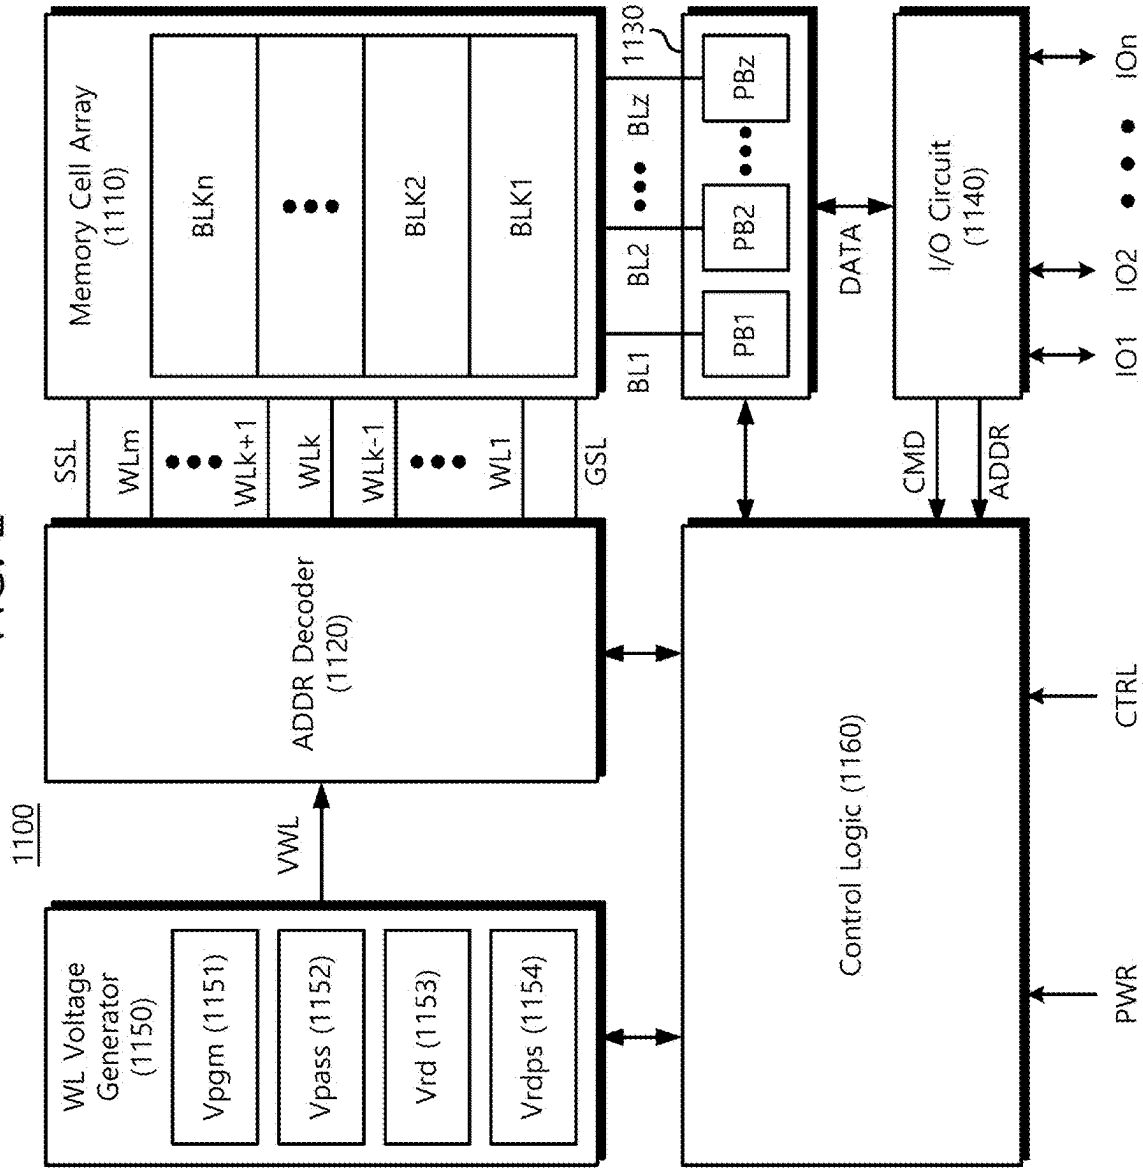 1100
WL Voltage
Generator
(1150)
Vpgm (1151)
Vpass (1152)
Vrd (1153)
Vrdps (1154)
VWL
ADDR Decoder
(1120)
SSL
WLm
WLk+1
WLk
WLk-1
WL1
GSL
Memory Cell Array
(1110)
BLKn
BLK2
BLK1
BL1
BL2
BLz
1130
PB1
PB2
PBz
DATA
I/O Circuit
(1140)
CMD
ADDR
Control Logic (1160)
PWR
CTRL
IO1
IO2
IOn